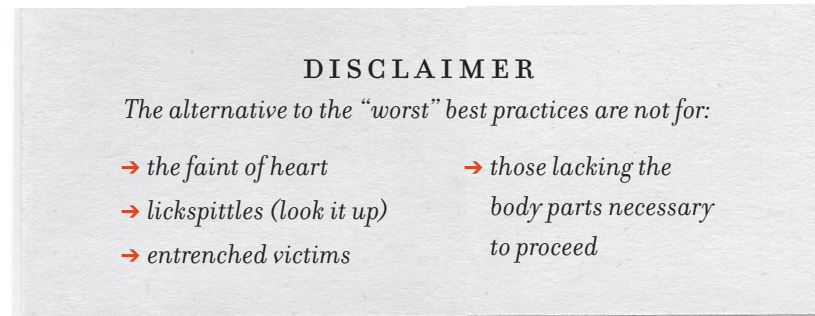 DISCLAIMER
The alternative to the “worst” best practices are not for:
➔ the faint of heart
➔ lickspittles (look it up)
➔ entrenched victims
➔ those lacking the
body parts necessary
to proceed